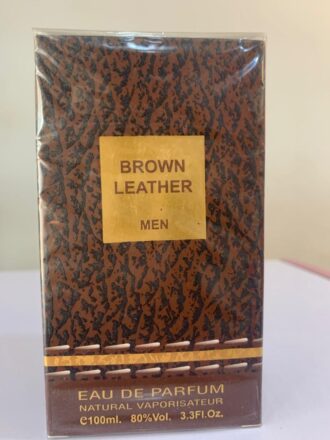 BROWN
LEATHER
MEN
EAU DE PARFUM
NATURAL VAPORISATEUR
℮100ml. 80%Vol. 3.3Fl.Oz.